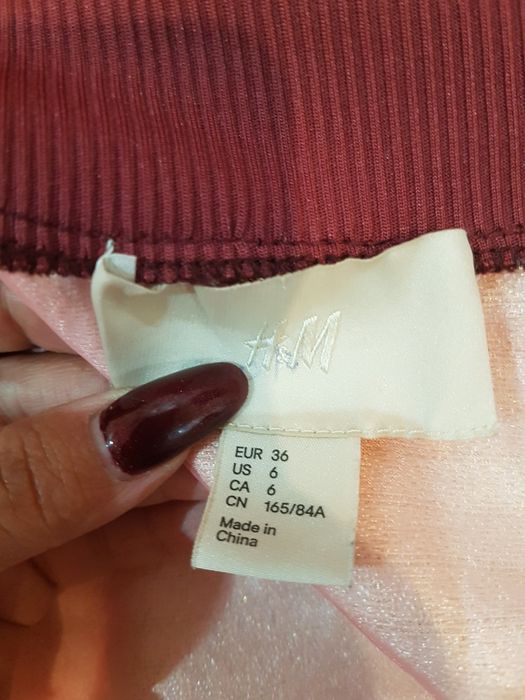 H&M
EUR 36
US 6
CA 6
CN 165/84A
Made in
China